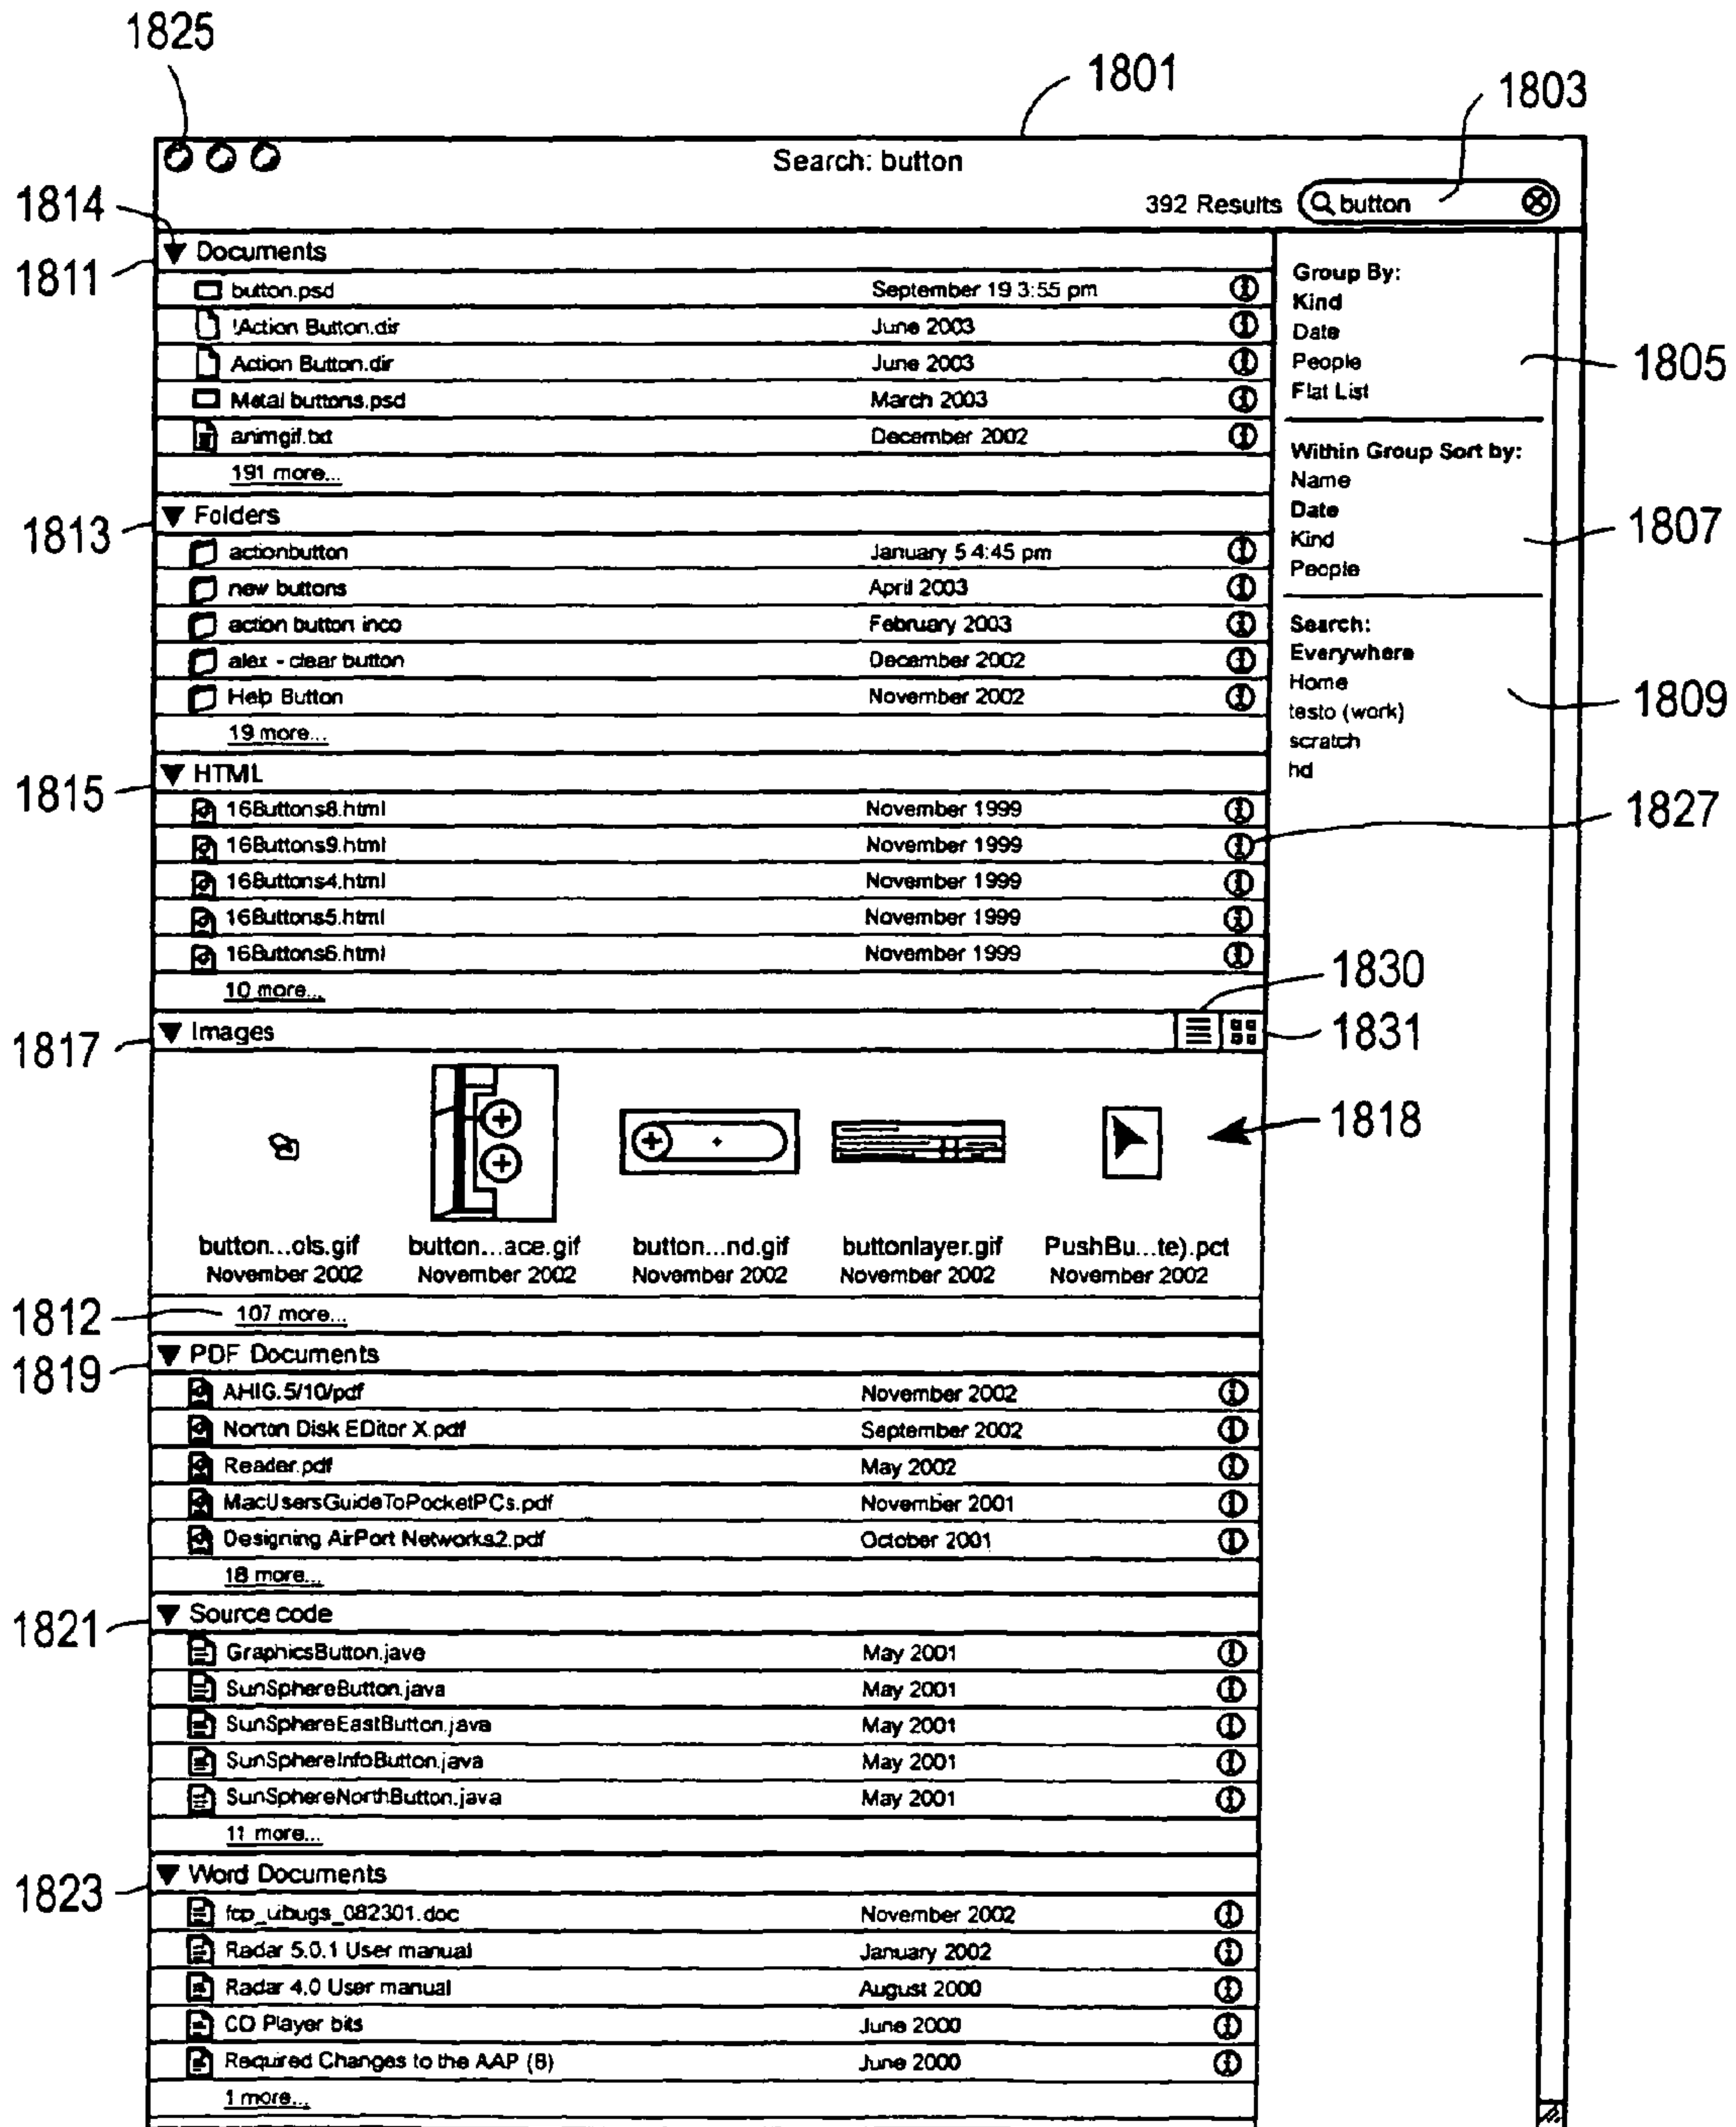 1825
1801
1803
Search: button
392 Results button
1814
1811
Documents
button.psd September 19 3:55 pm
!Action Button.dir June 2003
Action Button.dir June 2003
Metal buttons.psd March 2003
animgif.txt December 2002
191 more...
Group By:
Kind
Date
People
Flat List
1805
Within Group Sort by:
Name
Date
Kind
People
1807
Search:
Everywhere
Home
testo (work)
scratch
hd
1809
1813
Folders
actionbutton January 5 4:45 pm
new buttons April 2003
action button inco February 2003
alex - clear button December 2002
Help Button November 2002
19 more...
1815
HTML
16Buttons8.html November 1999
16Buttons9.html November 1999
16Buttons4.html November 1999
16Buttons5.html November 1999
16Buttons6.html November 1999
10 more...
1827
1830
1831
1817
Images
1818
button...ols.gif button...ace.gif button...nd.gif buttonlayer.gif PushBu...te).pct
November 2002 November 2002 November 2002 November 2002 November 2002
1812
107 more...
1819
PDF Documents
AHIG.5/10/pdf November 2002
Norton Disk EDitor X.pdf September 2002
Reader.pdf May 2002
MacUsersGuideToPocketPCs.pdf November 2001
Designing AirPort Networks2.pdf October 2001
18 more...
1821
Source code
GraphicsButton.jave May 2001
SunSphereButton.java May 2001
SunSphereEastButton.java May 2001
SunSphereInfoButton.java May 2001
SunSphereNorthButton.java May 2001
11 more...
1823
Word Documents
fcp_uibugs_082301.doc November 2002
Radar 5.0.1 User manual January 2002
Radar 4.0 User manual August 2000
CD Player bits June 2000
Required Changes to the AAP (8) June 2000
1 more...